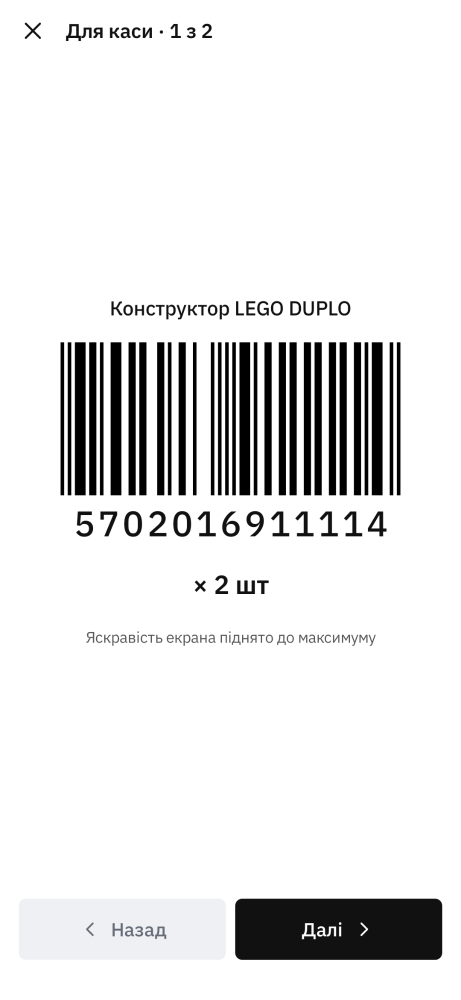 Для каси · 1 з 2
Конструктор LEGO DUPLO
5702016911114
× 2 шт
Яскравість екрана піднято до максимуму
Назад
Далі